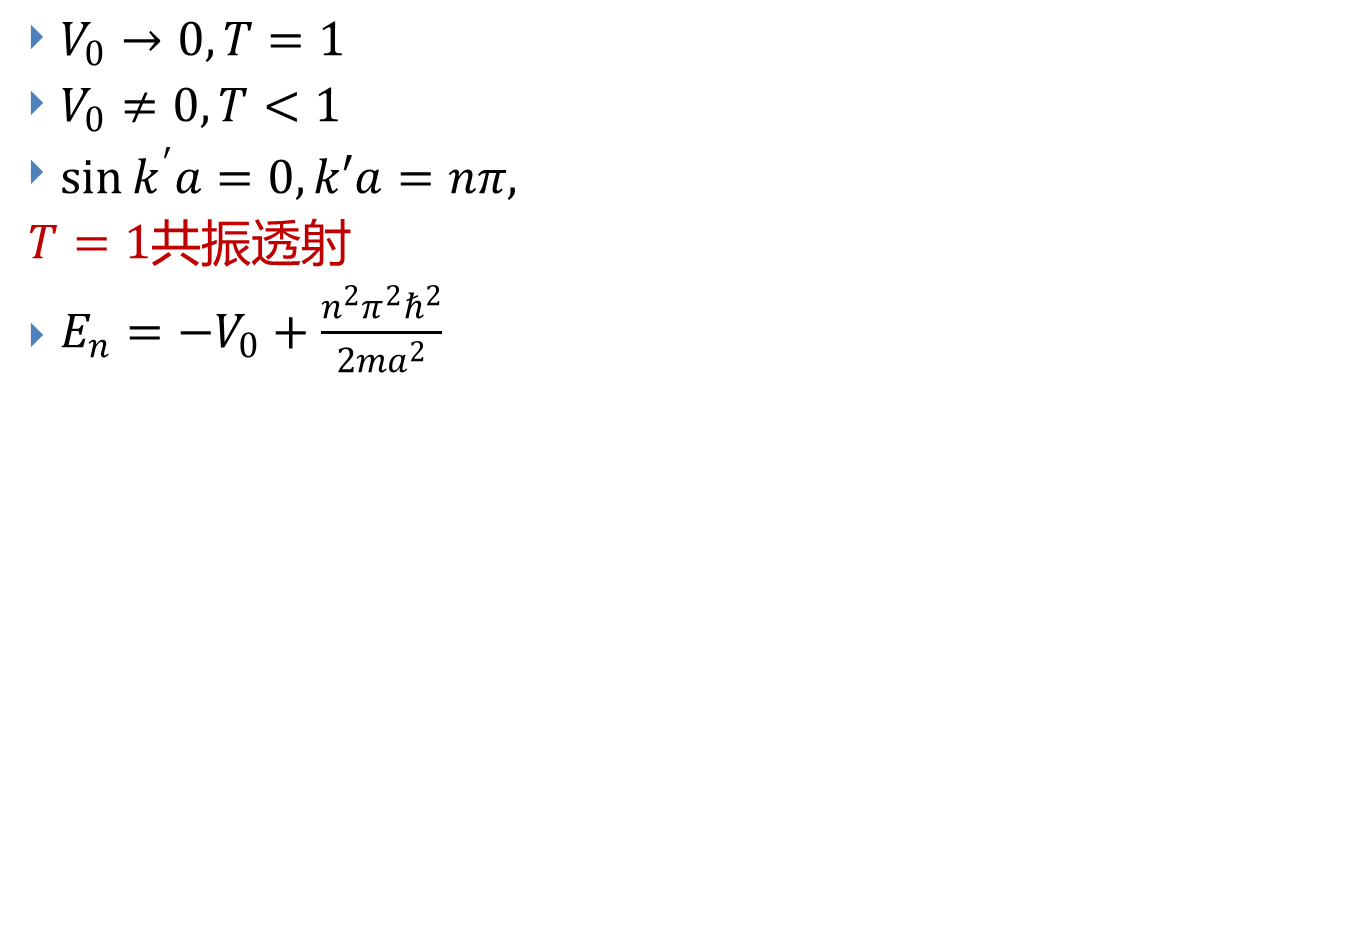 V₀ → 0, T = 1
V₀ ≠ 0, T < 1
sin k′a = 0, k′a = nπ,
T = 1共振透射
Eₙ = −V₀ + n²π²ħ²/2ma²